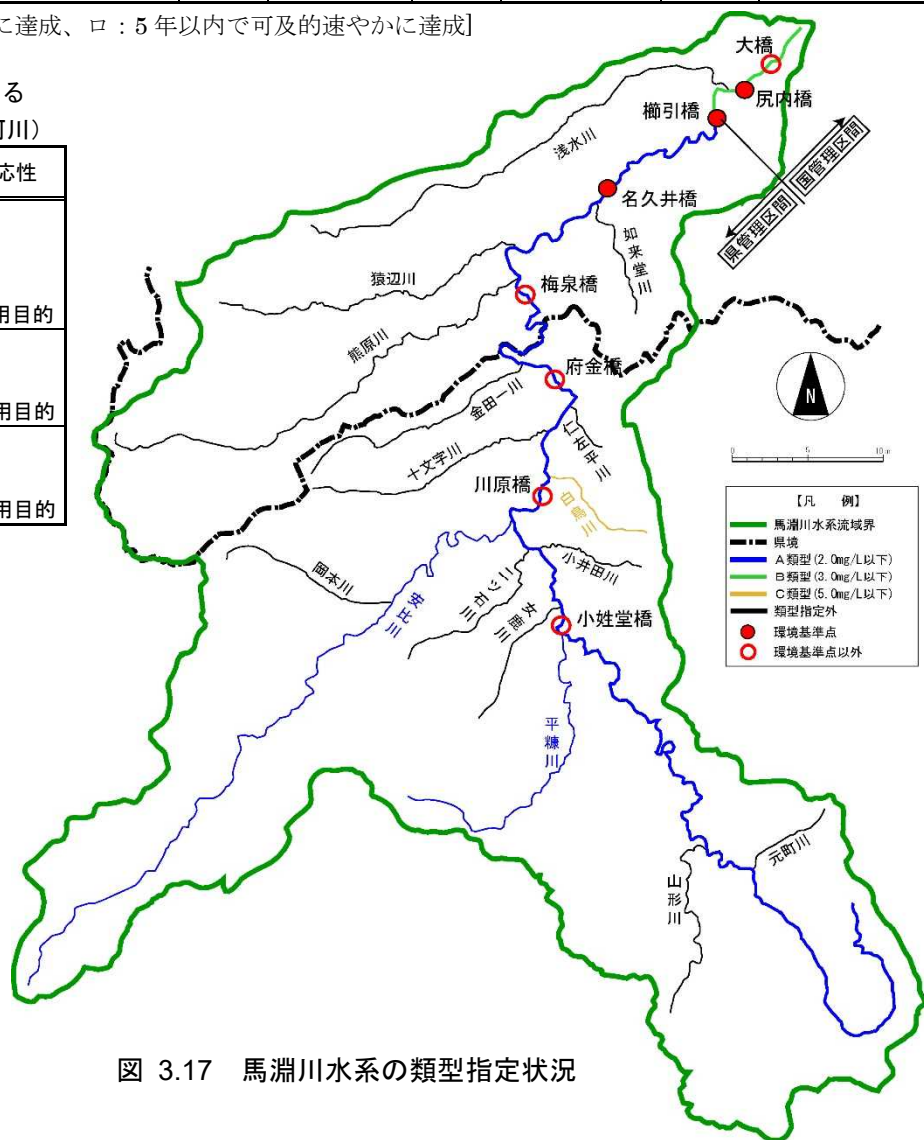 に達成、ロ：5年以内で可及的速やかに達成]
る
応性
用目的
用目的
用目的
大橋
尻内橋
櫛引橋
国管理区間
県管理区間
浅水川
名久井橋
如来堂川
猿辺川
梅泉橋
熊原川
府金橋
金田一川
仁左平川
十文字川
川原橋
白鳥川
小井田川
岡本川
安比川
二ツ石川
女鹿川
小姓堂橋
平糠川
元町川
山形川
N
0 5 10
【凡　例】
馬淵川水系流域界
県境
A類型(2.0mg/L以下)
B類型(3.0mg/L以下)
C類型(5.0mg/L以下)
類型指定外
環境基準点
環境基準点以外
図 3.17　馬淵川水系の類型指定状況